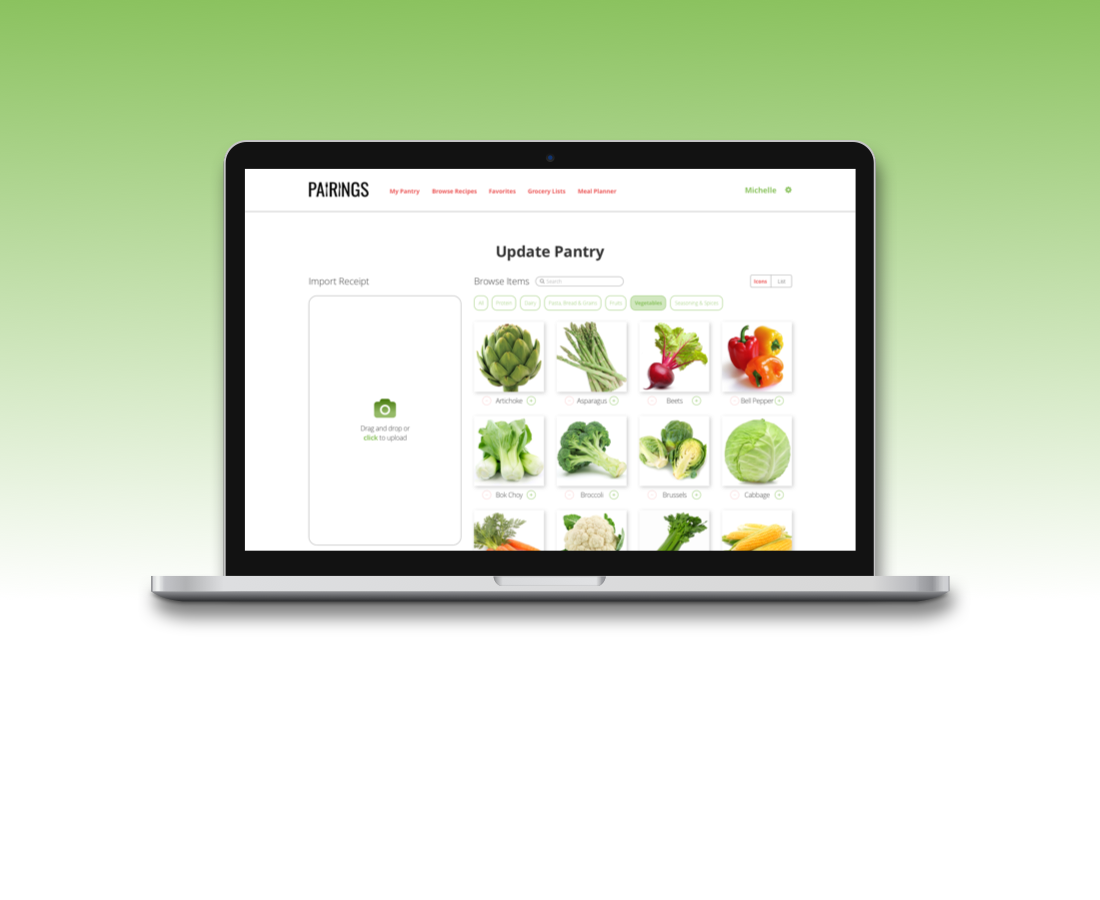 PAIRINGS
My Pantry Browse Recipes Favorites Grocery Lists Meal Planner
Michelle
Update Pantry
Import Receipt
Browse Items
Search
Icons List
All Protein Dairy Pasta, Bread & Grains Fruits Vegetables Seasoning & Spices
Drag and drop or
click to upload
Artichoke Asparagus Beets Bell Pepper
Bok Choy Broccoli Brussels Cabbage